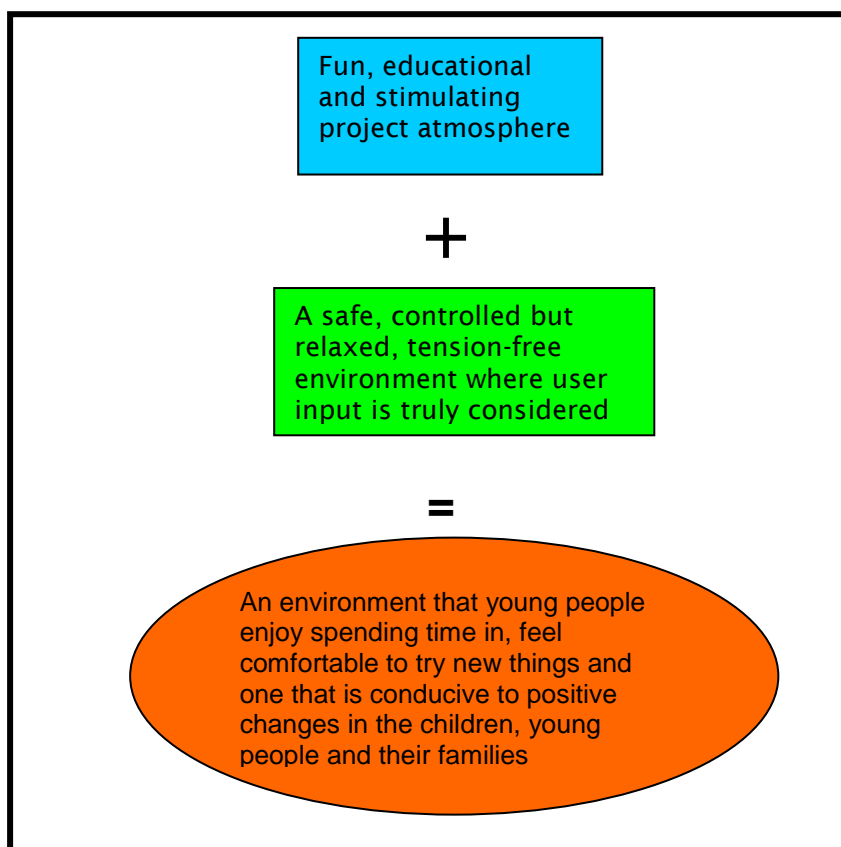 Fun, educational
and stimulating
project atmosphere
+
A safe, controlled but
relaxed, tension-free
environment where user
input is truly considered
=
An environment that young people
enjoy spending time in, feel
comfortable to try new things and
one that is conducive to positive
changes in the children, young
people and their families